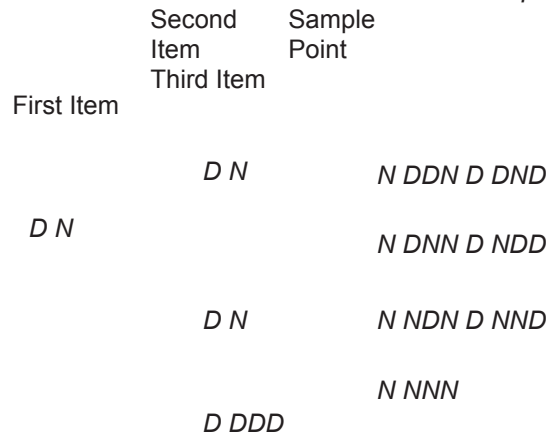 Second Sample
Item Point
Third Item
First Item
D N
N DDN D DND
D N
N DNN D NDD
D N
N NDN D NND
N NNN
D DDD